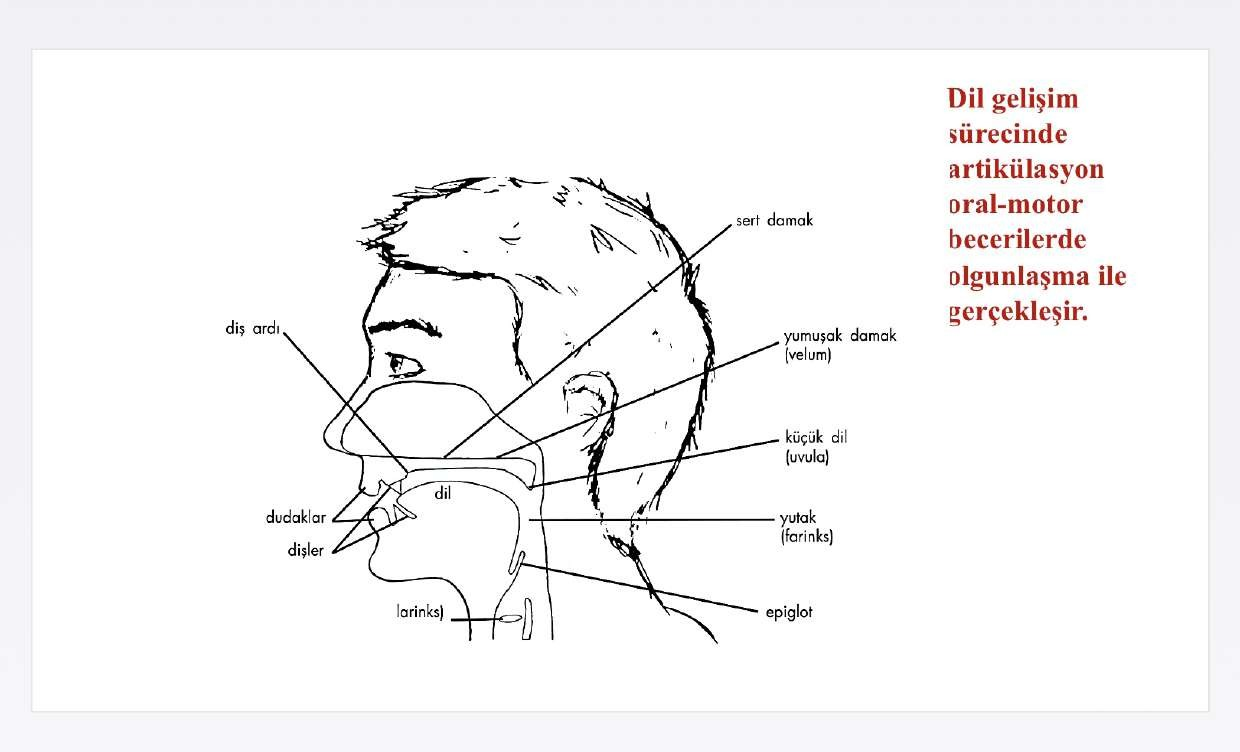 Dil gelişim
sürecinde
artikülasyon
oral-motor
becerilerde
olgunlaşma ile
gerçekleşir.
sert damak
diş ardı
yumuşak damak
(velum)
küçük dil
(uvula)
dil
dudaklar
yutak
(farinks)
dişler
larinks)
epiglot